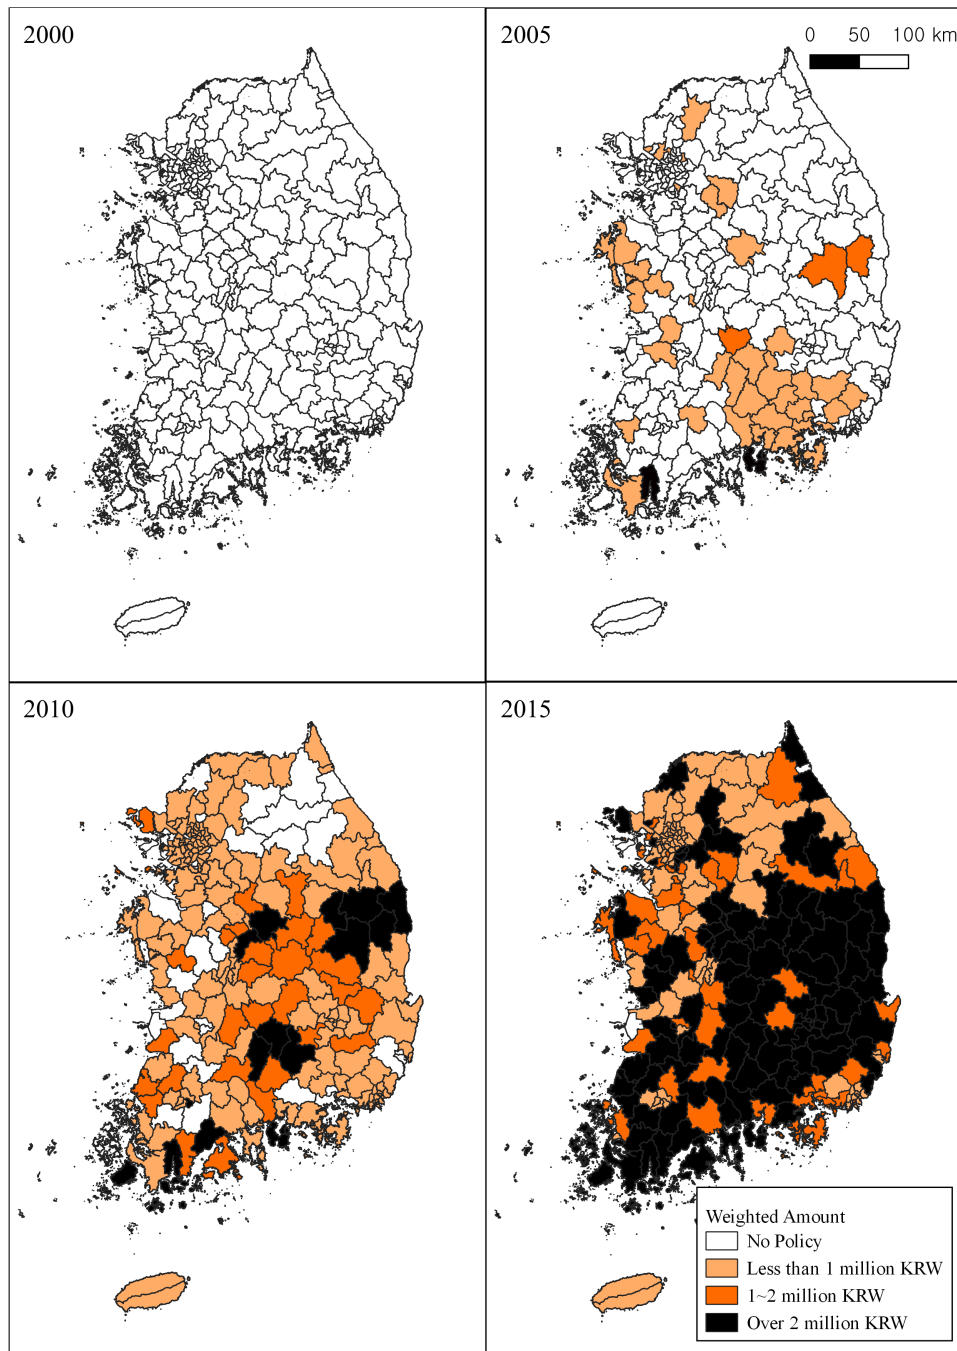 2000
2005
0 50 100 km
2010
2015
Weighted Amount
No Policy
Less than 1 million KRW
1~2 million KRW
Over 2 million KRW